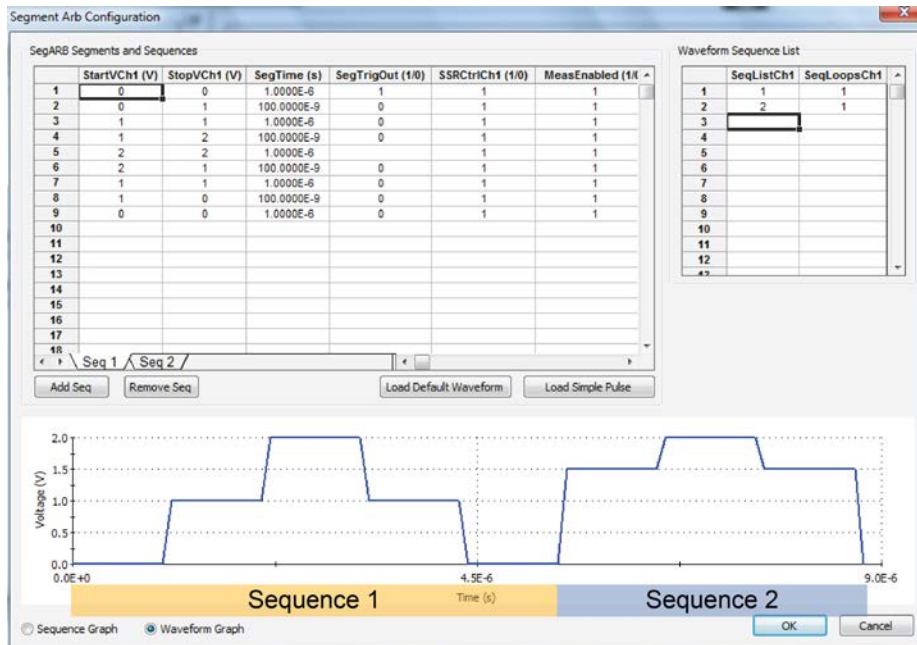 Segment Arb Configuration
SegARB Segments and Sequences
StartVCh1 (V) StopVCh1 (V) SegTime (s) SegTrigOut (1/0) SSRCtrlCh1 (1/0) MeasEnabled (1/(
1 0 0 1.0000E-6 1 1 1
2 0 1 100.0000E-9 0 1 1
3 1 1 1.0000E-6 0 1 1
4 1 2 100.0000E-9 0 1 1
5 2 2 1.0000E-6 1 1
6 2 1 100.0000E-9 0 1 1
7 1 1 1.0000E-6 0 1 1
8 1 0 100.0000E-9 0 1 1
9 0 0 1.0000E-6 0 1 1
10
11
12
13
14
15
16
17
18
Seq 1 Seq 2
Add Seq Remove Seq Load Default Waveform Load Simple Pulse
Waveform Sequence List
SeqListCh1 SeqLoopsCh1
1 1 1
2 2 1
3
4
5
6
7
8
9
10
11
12
Voltage (V)
2.0
1.5
1.0
0.5
0.0
0.0E+0 4.5E-6 9.0E-6
Sequence 1 Time (s) Sequence 2
Sequence Graph Waveform Graph OK Cancel